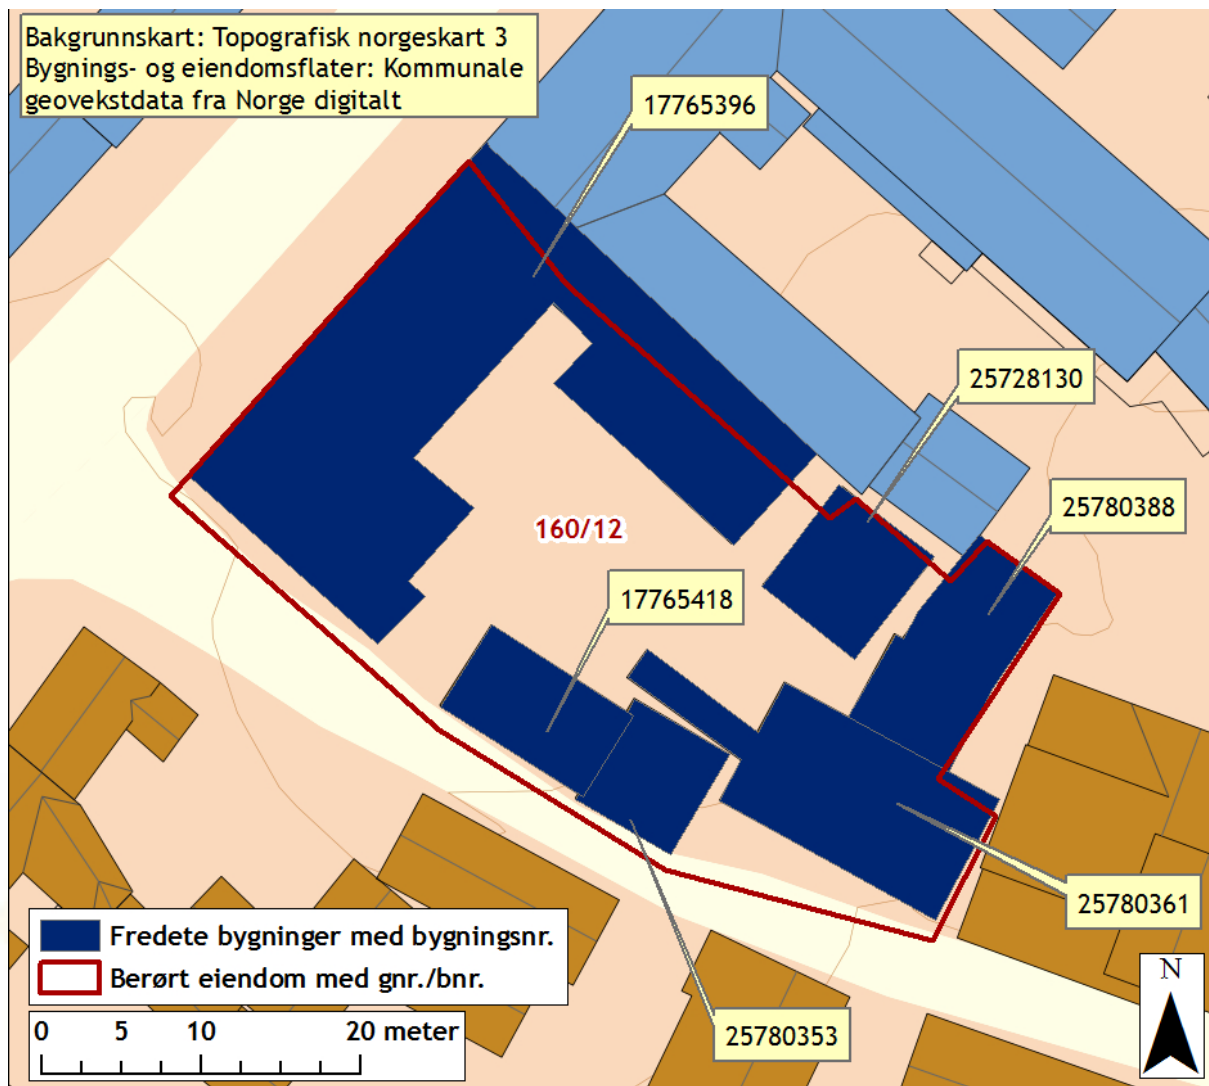 Bakgrunnskart: Topografisk norgeskart 3
Bygnings- og eiendomsflater: Kommunale
geovekstdata fra Norge digitalt
17765396
25728130
25780388
160/12
17765418
25780361
25780353
Fredete bygninger med bygningsnr.
Berørt eiendom med gnr./bnr.
0 5 10 20 meter
N